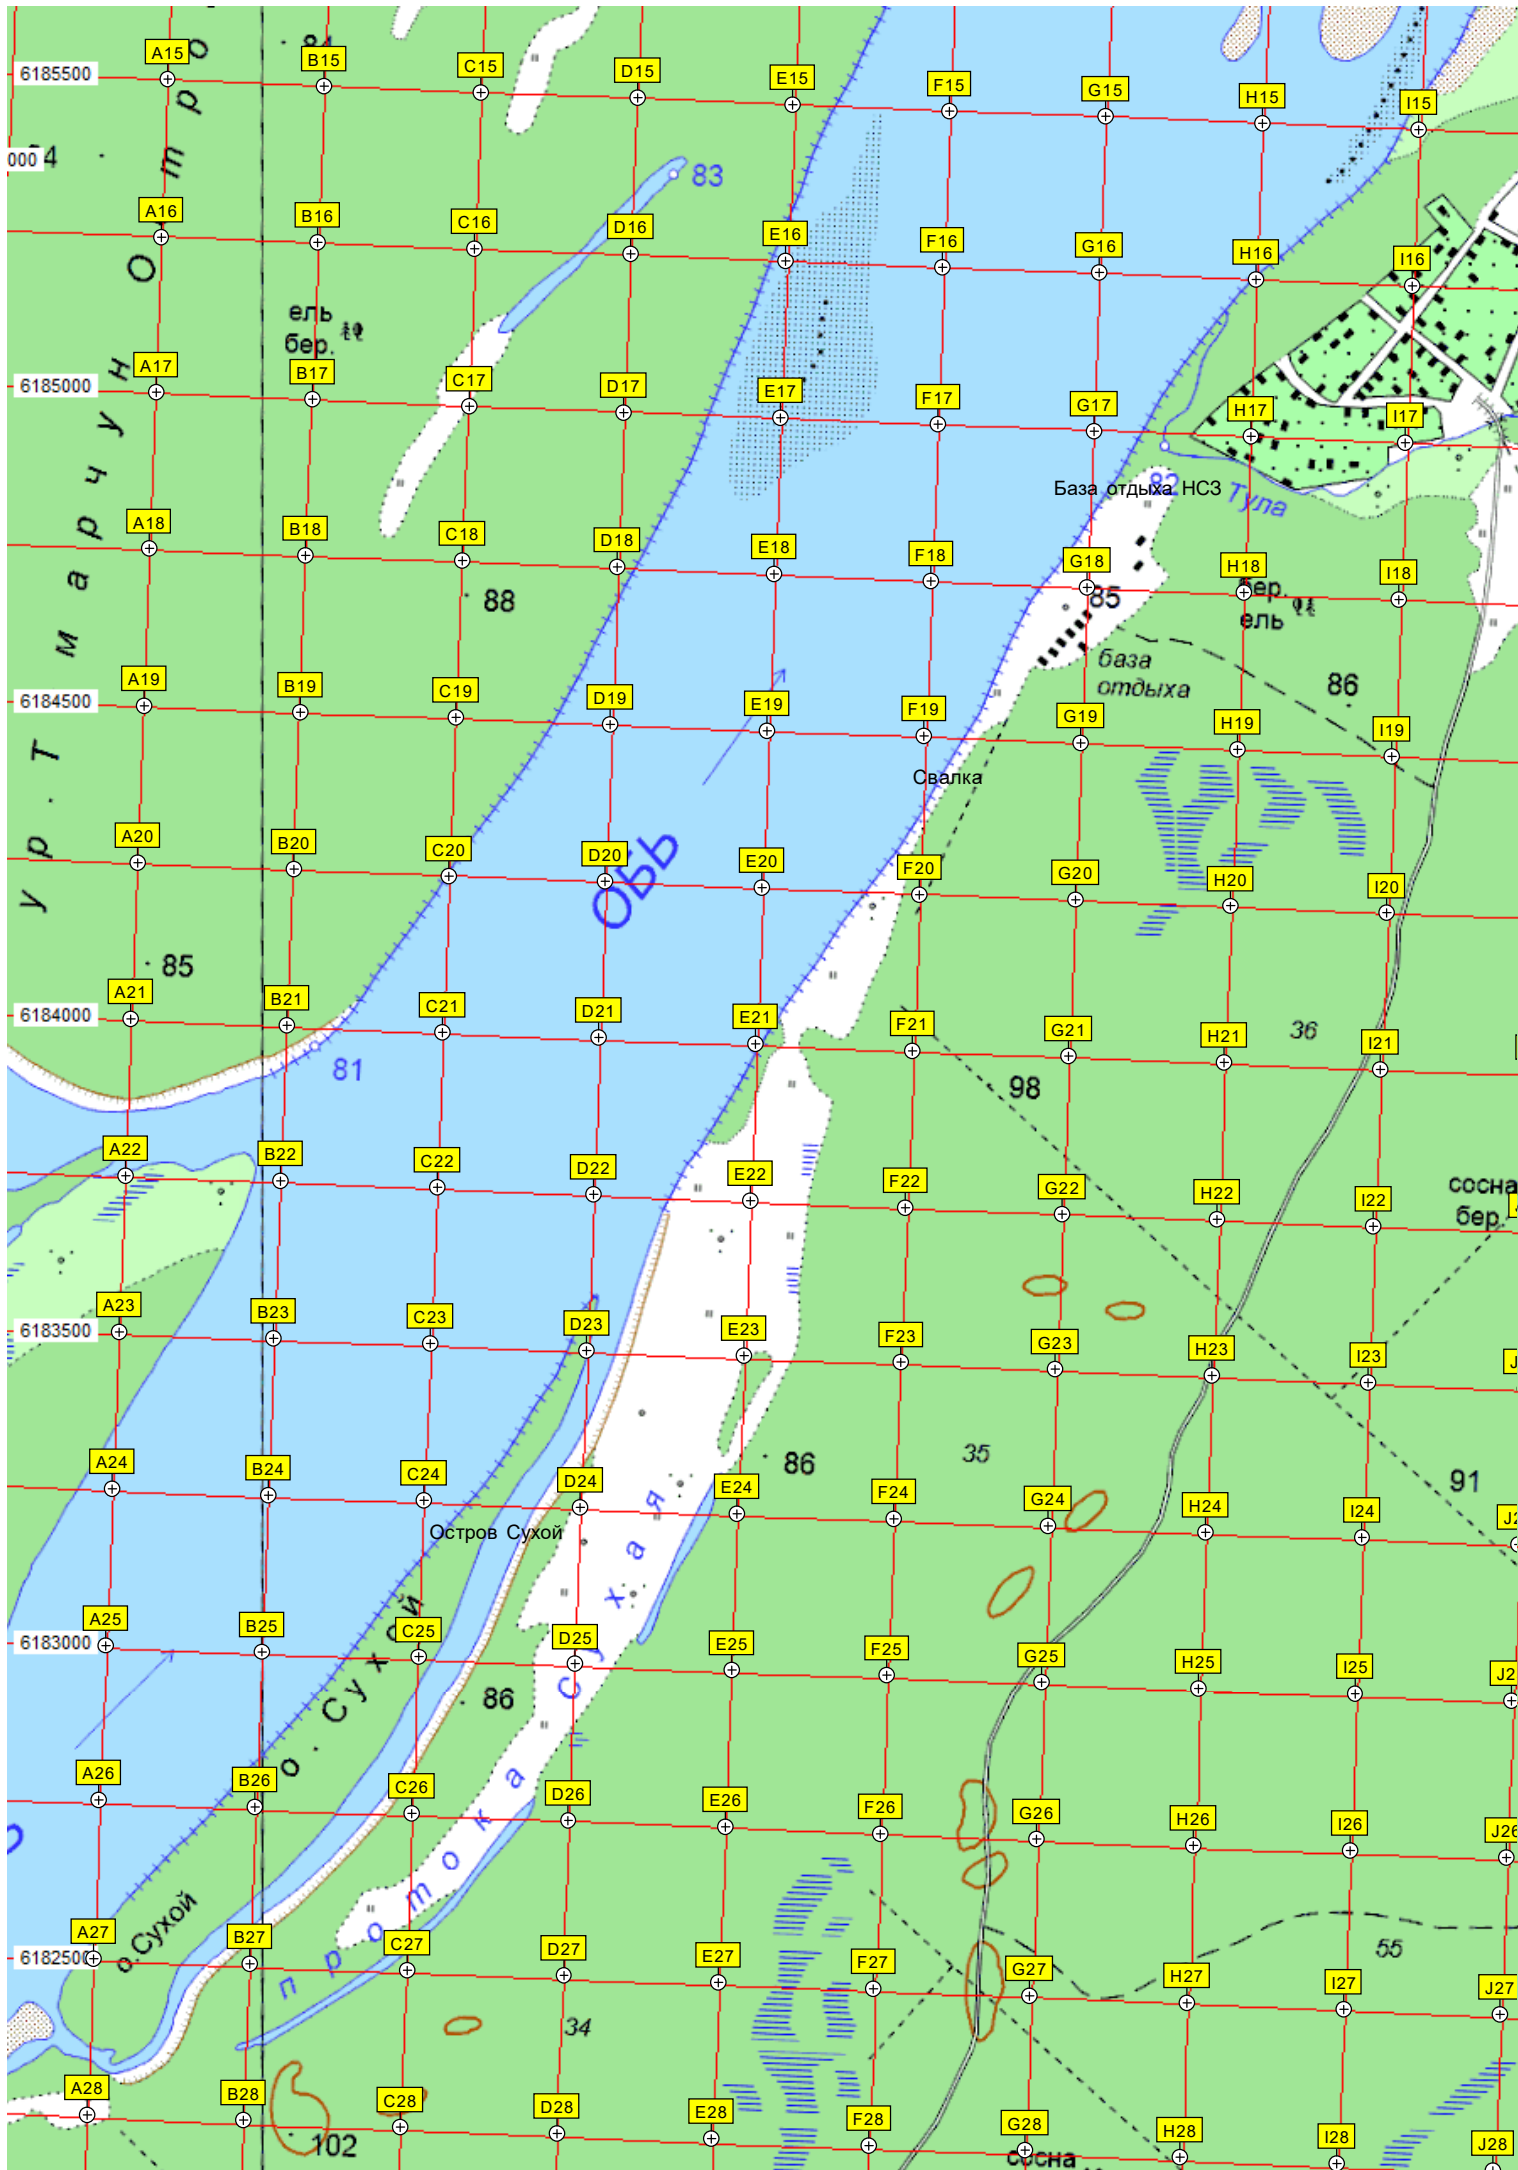 84
A15
B15
C15
D15
E15
F15
G15
H15
I15
6185500
000
4
83
A16
B16
C16
D16
E16
F16
G16
H16
I16
ель
бер.
A17
B17
C17
D17
E17
F17
G17
H17
I17
6185000
База отдыха НСЗ
82
Тула
A18
B18
C18
D18
E18
F18
G18
H18
I18
88
85
бер.
ель
база
отдыха
86
A19
B19
C19
D19
E19
F19
G19
H19
I19
6184500
Свалка
ур. Тмарчун Остро
A20
B20
C20
D20
E20
F20
G20
H20
I20
ОБЬ
85
A21
B21
C21
D21
E21
F21
G21
H21
I21
6184000
36
81
98
A22
B22
C22
D22
E22
F22
G22
H22
I22
сосна
бер.
A23
B23
C23
D23
E23
F23
G23
H23
I23
J
6183500
86
35
91
A24
B24
C24
D24
E24
F24
G24
H24
I24
J2
Остров Сухой
A25
B25
C25
D25
E25
F25
G25
H25
I25
J2
6183000
о. Сухой
86
протока Сухая
A26
B26
C26
D26
E26
F26
G26
H26
I26
J26
о.Сухой
A27
B27
C27
D27
E27
F27
G27
H27
I27
J27
6182500
55
34
A28
B28
C28
D28
E28
F28
G28
H28
I28
J28
102
сосна